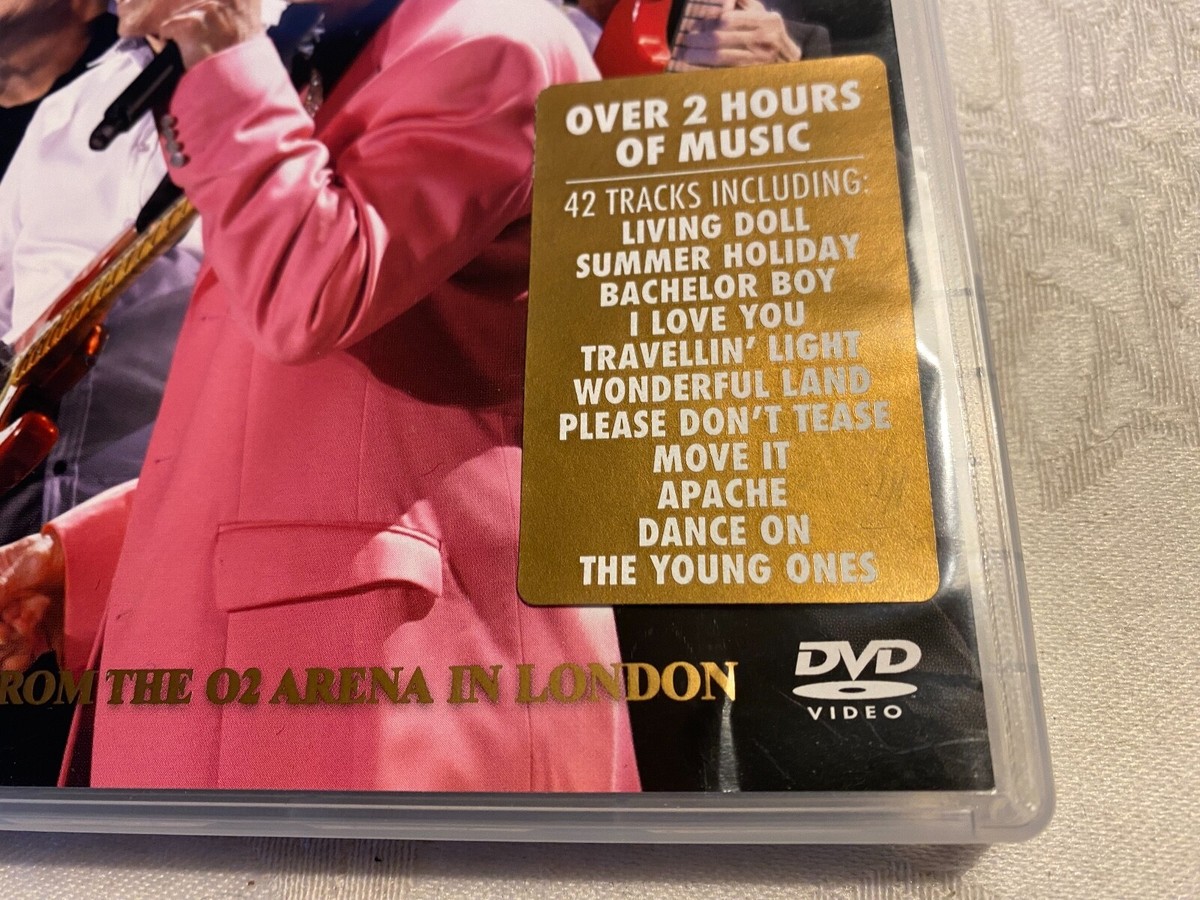 OVER 2 HOURS
OF MUSIC
42 TRACKS INCLUDING:
LIVING DOLL
SUMMER HOLIDAY
BACHELOR BOY
I LOVE YOU
TRAVELLIN' LIGHT
WONDERFUL LAND
PLEASE DON'T TEASE
MOVE IT
APACHE
DANCE ON
THE YOUNG ONES
ROM THE O2 ARENA IN LONDON
DVD
VIDEO